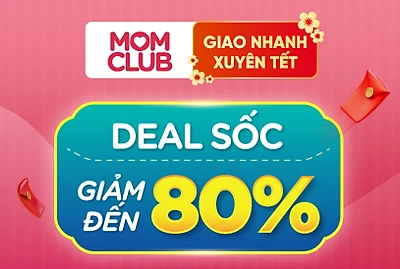 MOM
CLUB
GIAO NHANH
XUYÊN TẾT
DEAL SỐC
GIẢM
ĐẾN
80%